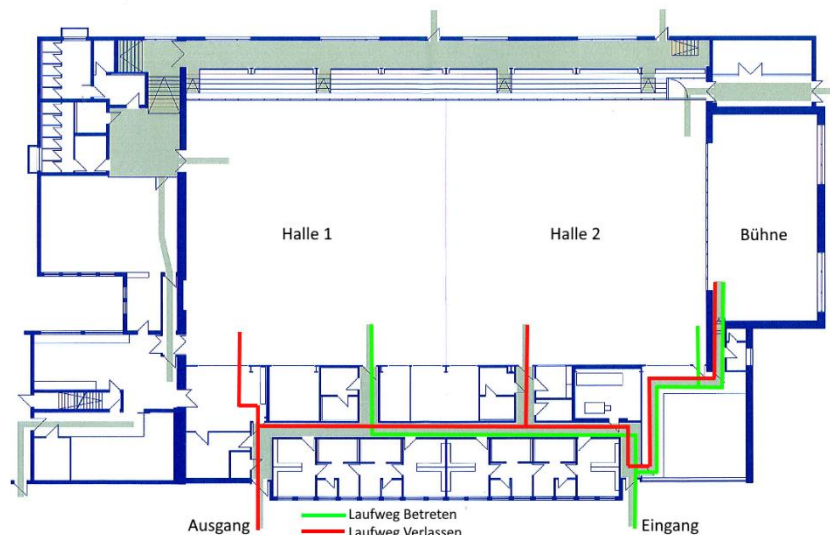 Halle 1
Halle 2
Bühne
Ausgang
Laufweg Betreten
Laufweg Verlassen
Eingang